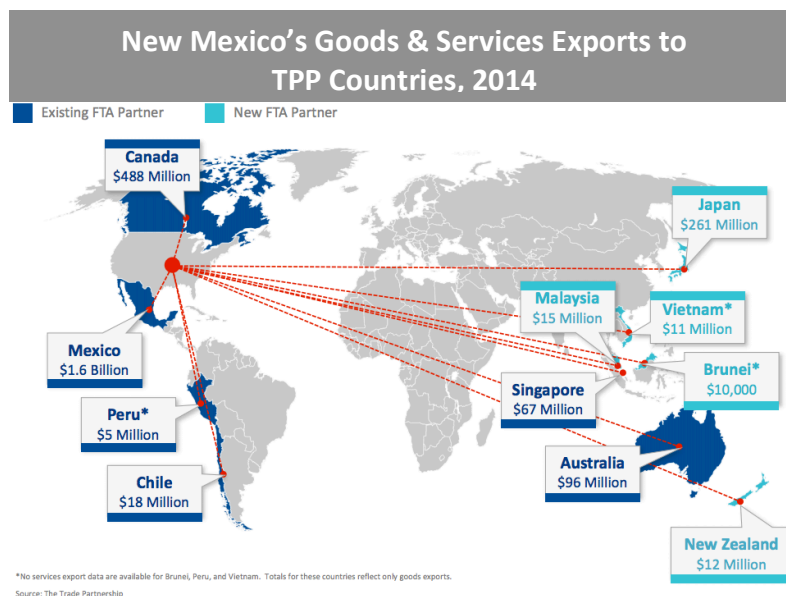 New Mexico's Goods & Services Exports to
TPP Countries, 2014
Existing FTA Partner
New FTA Partner
Canada
$488 Million
Japan
$261 Million
Malaysia
$15 Million
Vietnam*
$11 Million
Mexico
$1.6 Billion
Brunei*
$10,000
Singapore
$67 Million
Peru*
$5 Million
Australia
$96 Million
Chile
$18 Million
New Zealand
$12 Million
*No services export data are available for Brunei, Peru, and Vietnam. Totals for these countries reflect only goods exports.
Source: The Trade Partnership